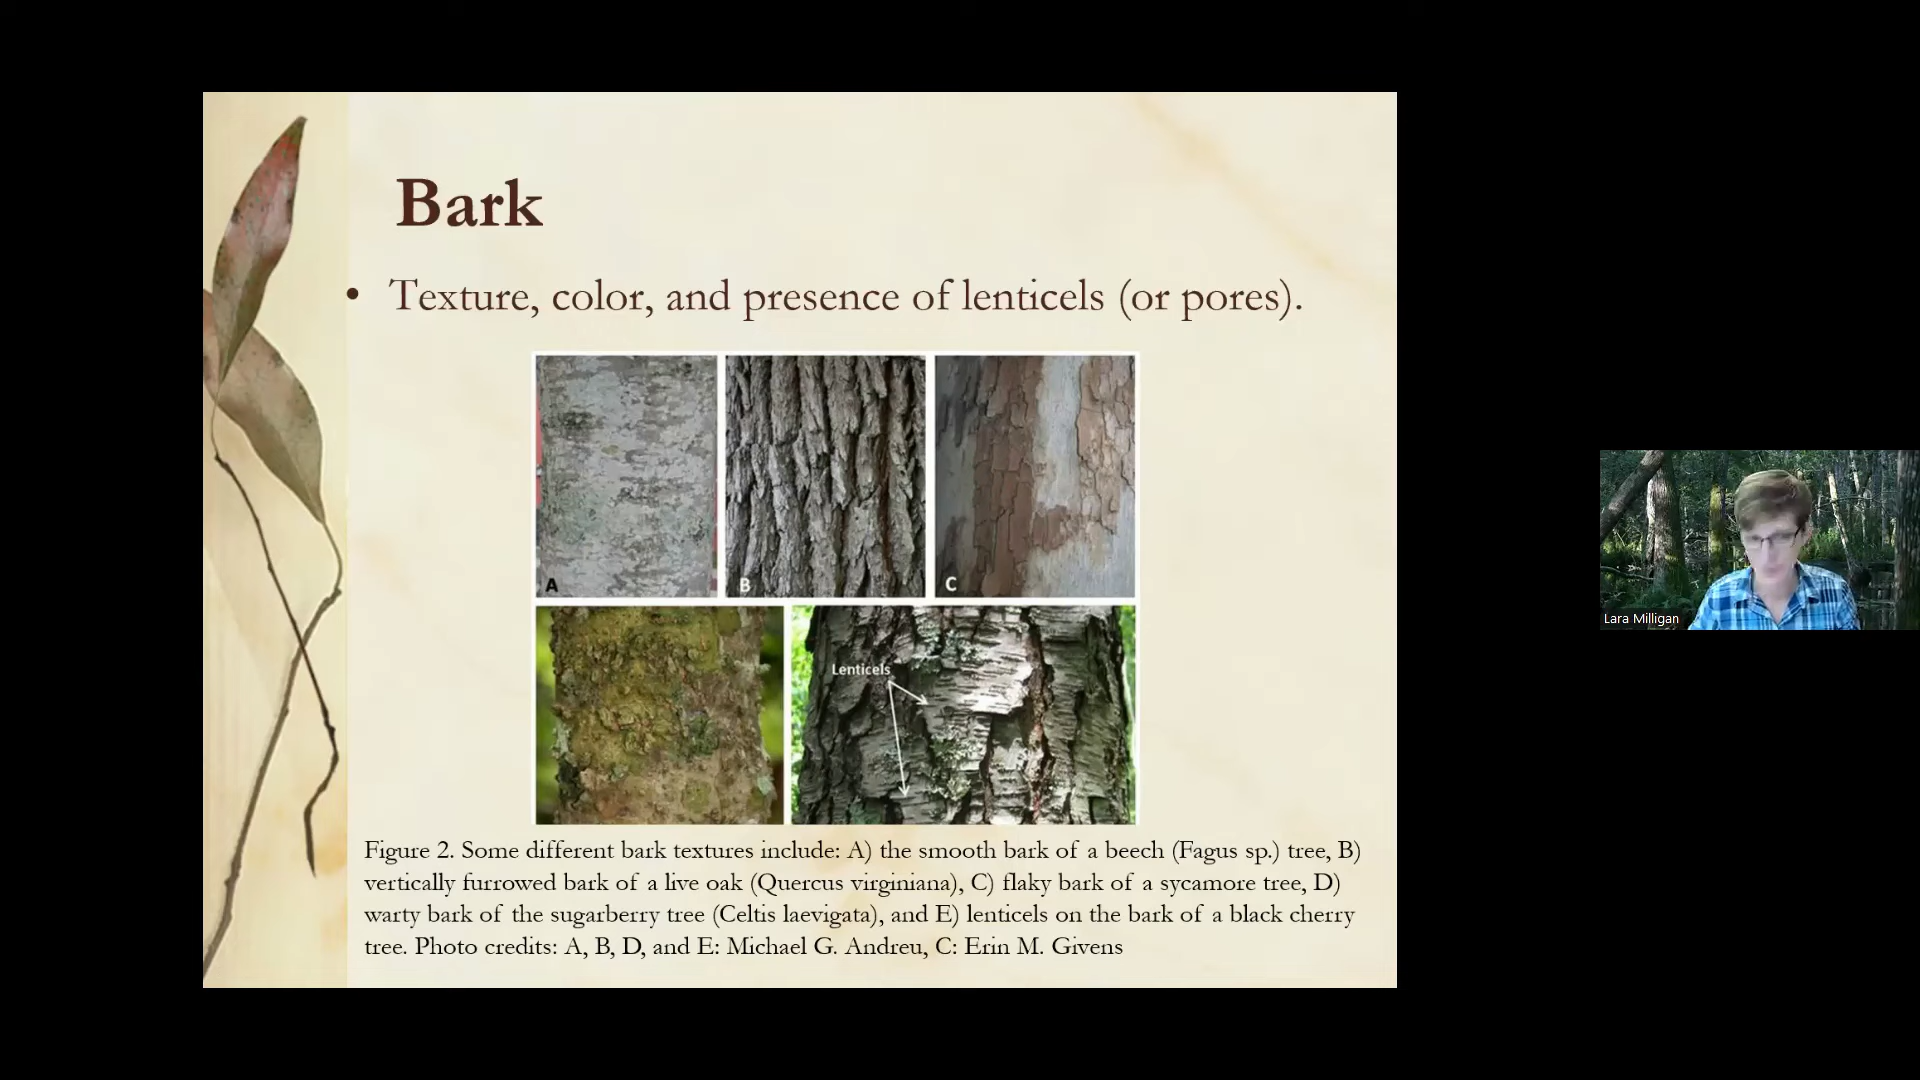 Bark
• Texture, color, and presence of lenticels (or pores).
A
B
C
Lenticels
Figure 2. Some different bark textures include: A) the smooth bark of a beech (Fagus sp.) tree, B)
vertically furrowed bark of a live oak (Quercus virginiana), C) flaky bark of a sycamore tree, D)
warty bark of the sugarberry tree (Celtis laevigata), and E) lenticels on the bark of a black cherry
tree. Photo credits: A, B, D, and E: Michael G. Andreu, C: Erin M. Givens
Lara Milligan